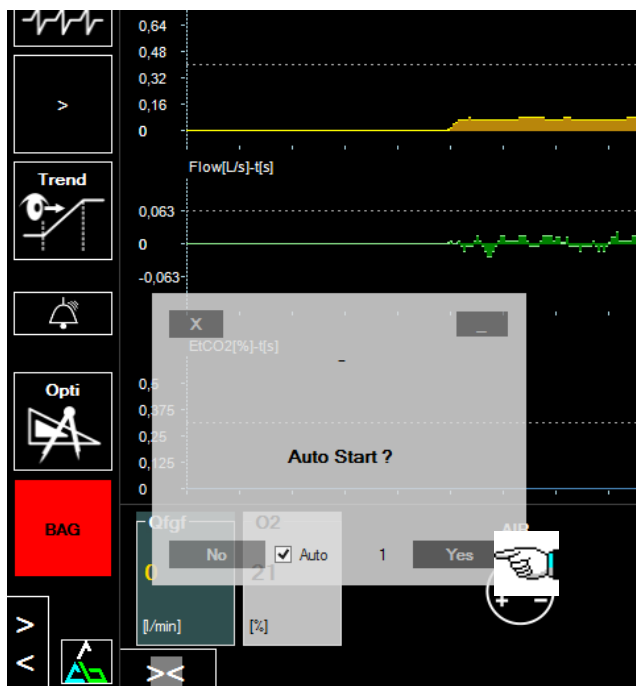 0,64
0,48
0,32
0,16
0
>
Trend
Flow[L/s]-t[s]
0,063
0
-0,063
X _
EtCO2[%]-t[s]
-
0,5
0,375
0,25
0,125
0
Auto Start ?
Opti
BAG
Qfgf O2 AIR
No Auto 1 Yes
0 21
+ −
[l/min] [%]
>
<
><